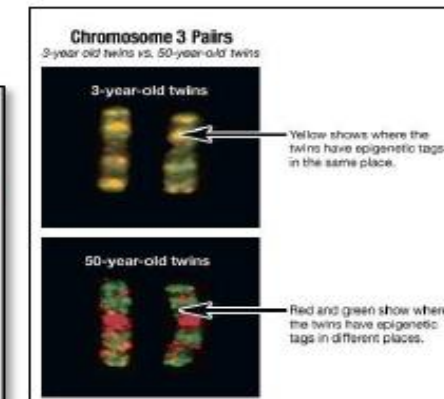 Chromosome 3 Pairs
3-year old twins vs. 50-year-old twins
3-year-old twins
Yellow shows where the
twins have epigenetic tags
in the same place.
50-year-old twins
Red and green show where
the twins have epigenetic
tags in different places.